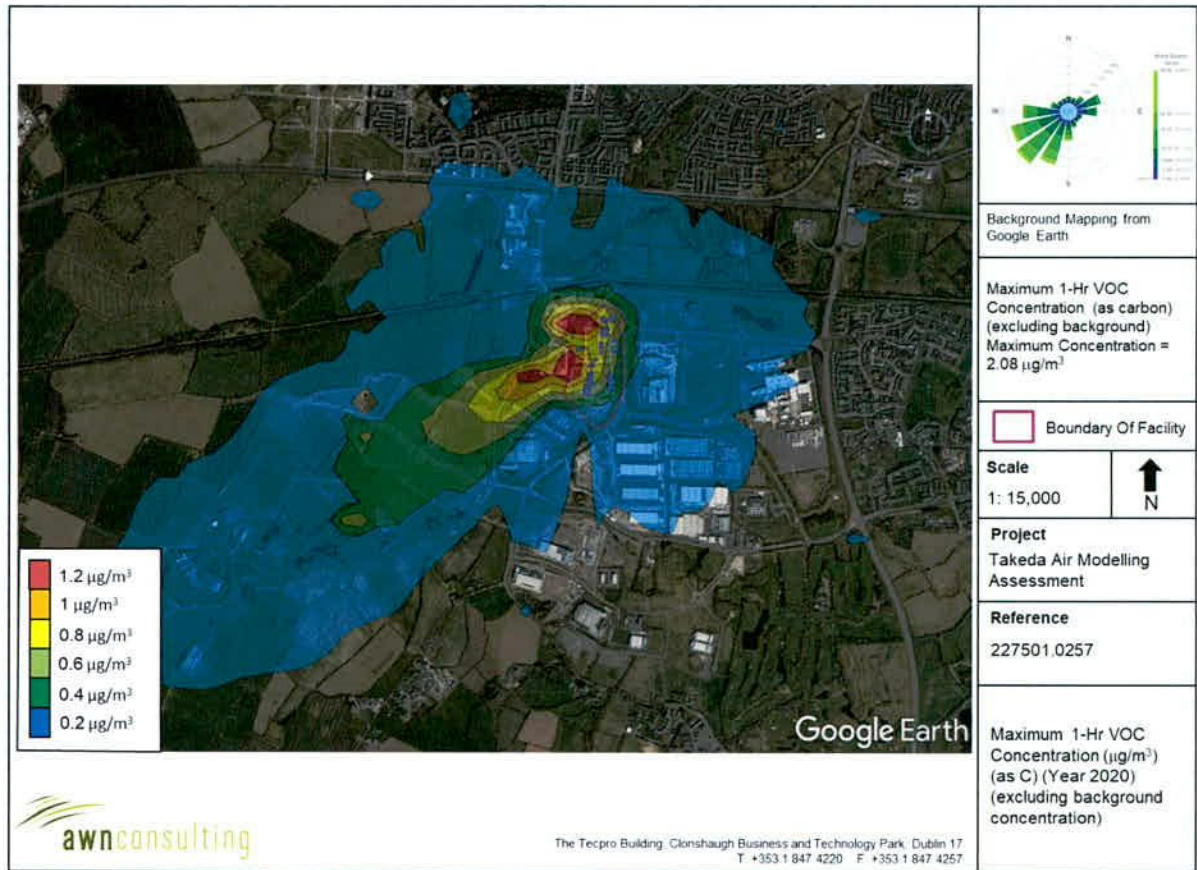 N
E
S
Background Mapping from
Google Earth
Maximum 1-Hr VOC
Concentration (as carbon)
(excluding background)
Maximum Concentration =
2.08 µg/m³
Boundary Of Facility
Scale
1: 15,000
N
Project
Takeda Air Modelling
Assessment
Reference
227501.0257
Maximum 1-Hr VOC
Concentration (µg/m³)
(as C) (Year 2020)
(excluding background
concentration)
1.2 µg/m³
1 µg/m³
0.8 µg/m³
0.6 µg/m³
0.4 µg/m³
0.2 µg/m³
Google Earth
awnconsulting
The Tecpro Building, Clonshaugh Business and Technology Park, Dublin 17
T +353 1 847 4220 F +353 1 847 4257